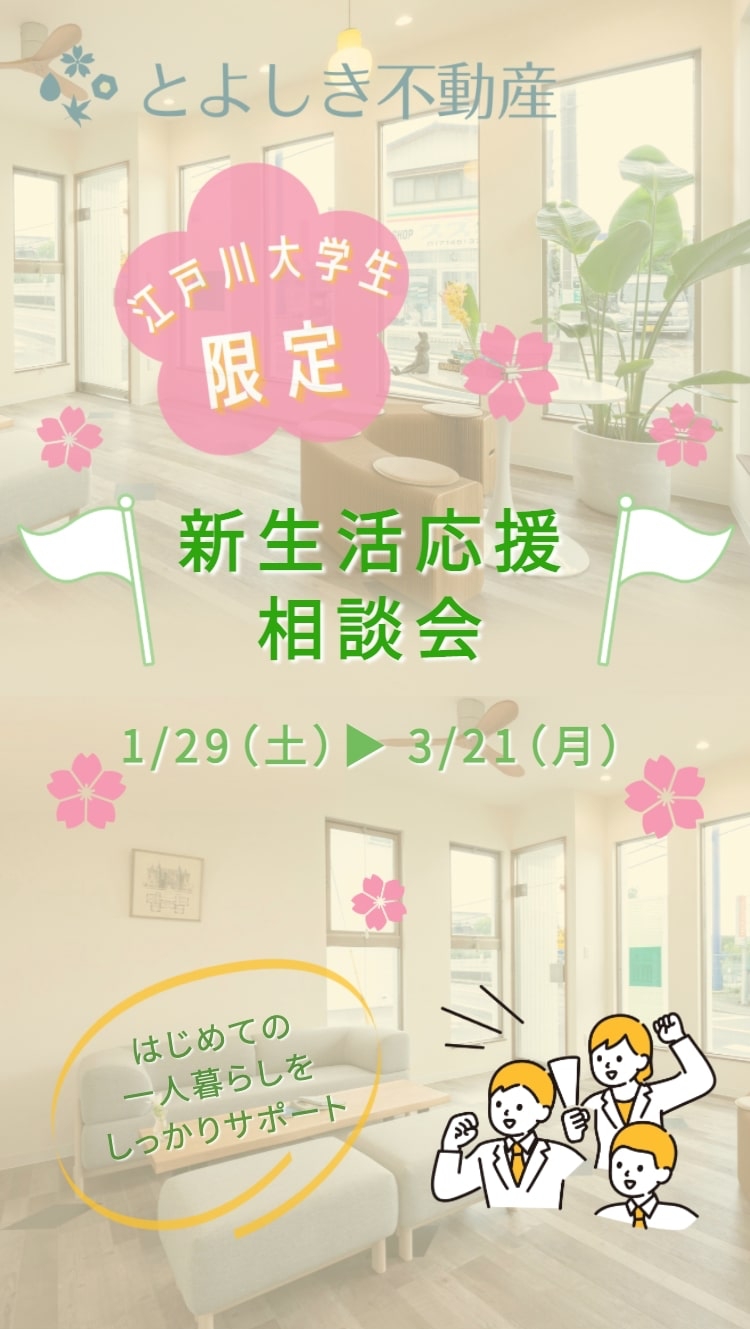 とよしき不動産
江戸川大学生
限定
新生活応援
相談会
1/29（土）▶ 3/21（月）
はじめての
一人暮らしを
しっかりサポート